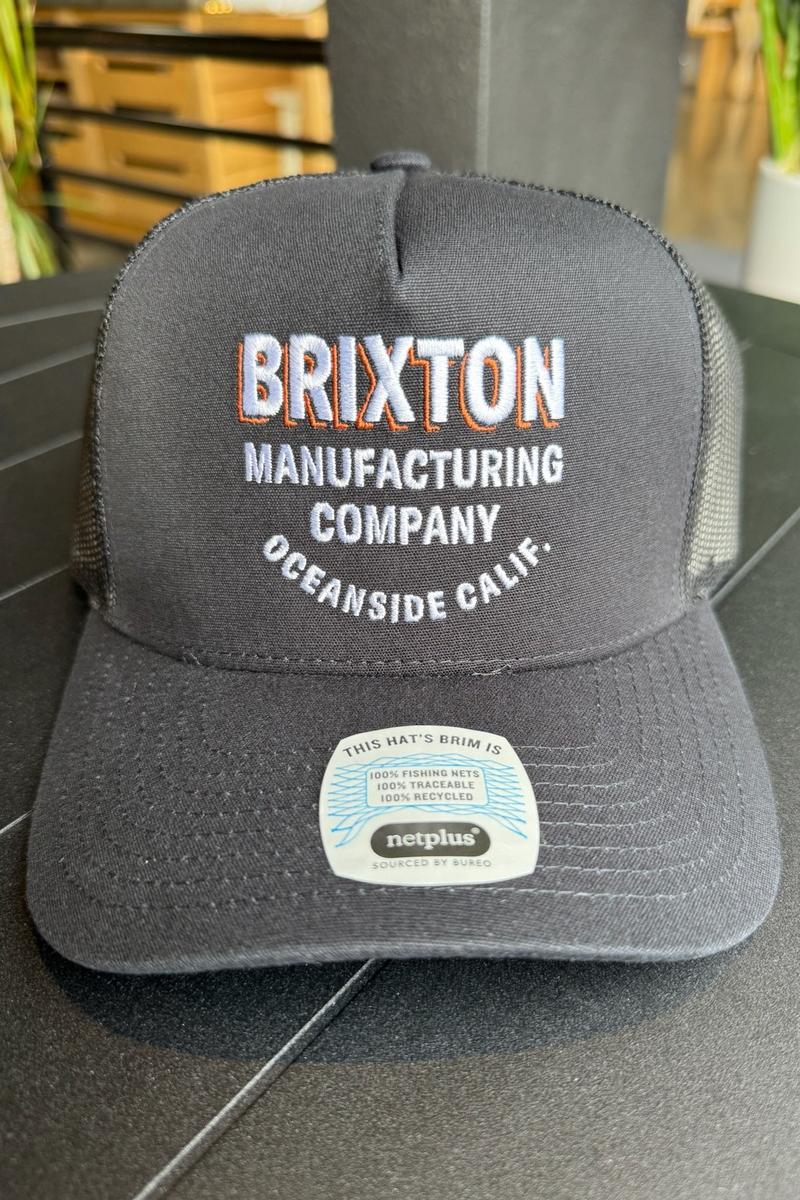 BRIXTON
MANUFACTURING
COMPANY
OCEANSIDE CALIF.
THIS HAT'S BRIM IS
100% FISHING NETS
100% TRACEABLE
100% RECYCLED
netplus®
SOURCED BY BUREO